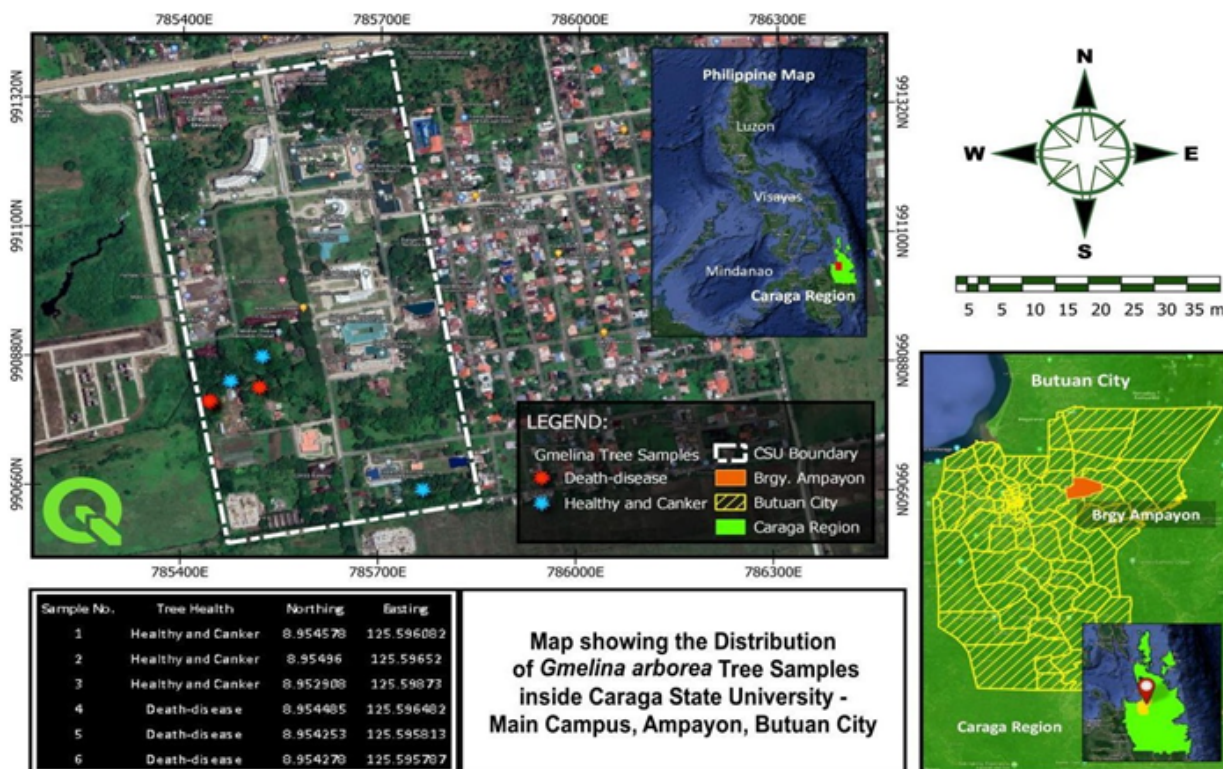 785400E 785700E 786000E 786300E
991320N
991100N
990880N
990660N
991320N
991100N
990880N
990660N
785400E 785700E 786000E 786300E
Philippine Map
Luzon
Visayas
Mindanao
Caraga Region
LEGEND:
Gmelina Tree Samples
Death-disease
Healthy and Canker
CSU Boundary
Brgy. Ampayon
Butuan City
Caraga Region
N
W E
S
5 5 10 15 20 25 30 35 m
Butuan City
Brgy Ampayon
Caraga Region
Sample No. Tree Health Northing Easting
1 Healthy and Canker 8.954578 125.596082
2 Healthy and Canker 8.95496 125.59652
3 Healthy and Canker 8.952908 125.59873
4 Death-disease 8.954485 125.596482
5 Death-disease 8.954253 125.595813
6 Death-disease 8.954278 125.595787
Map showing the Distribution
of Gmelina arborea Tree Samples
inside Caraga State University -
Main Campus, Ampayon, Butuan City